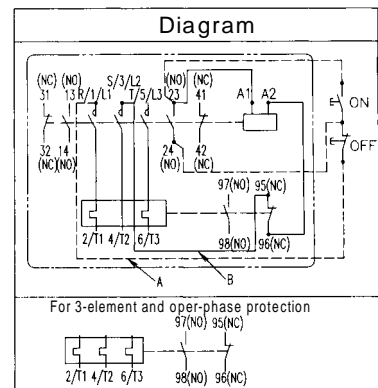 Diagram
(NC) (NO) S/3/L2 (NO) (NC)
31 13 R/1/L1 T/5/L3 23 41 A1 A2
ON
OFF
32 14 24 42
(NC) (NO) (NO) (NC)
97(NO) 95(NC)
2/T1 4/T2 6/T3 98(NO) 96(NC)
A B
For 3-element and oper-phase protection
97(NO) 95(NC)
2/T1 4/T2 6/T3 98(NO) 96(NC)